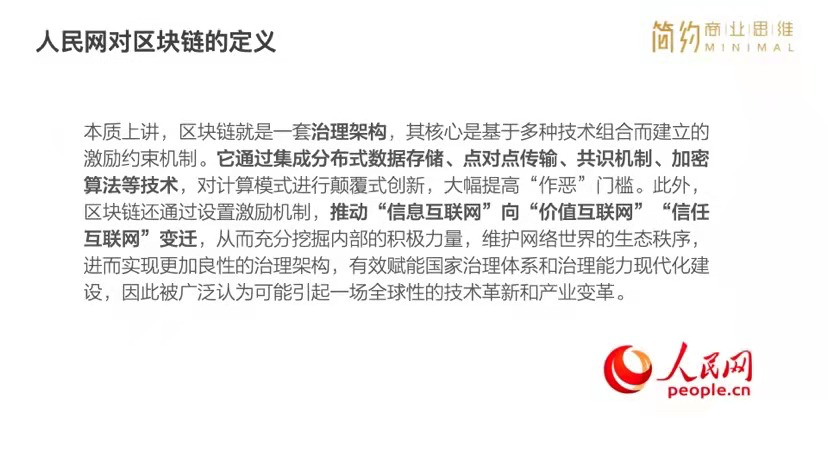 人民网对区块链的定义
简约商业思维
MINIMAL
本质上讲，区块链就是一套治理架构，其核心是基于多种技术组合而建立的
激励约束机制。它通过集成分布式数据存储、点对点传输、共识机制、加密
算法等技术，对计算模式进行颠覆式创新，大幅提高“作恶”门槛。此外，
区块链还通过设置激励机制，推动“信息互联网”向“价值互联网”“信任
互联网”变迁，从而充分挖掘内部的积极力量，维护网络世界的生态秩序，
进而实现更加良性的治理架构，有效赋能国家治理体系和治理能力现代化建
设，因此被广泛认为可能引起一场全球性的技术革新和产业变革。
人民网
people.cn